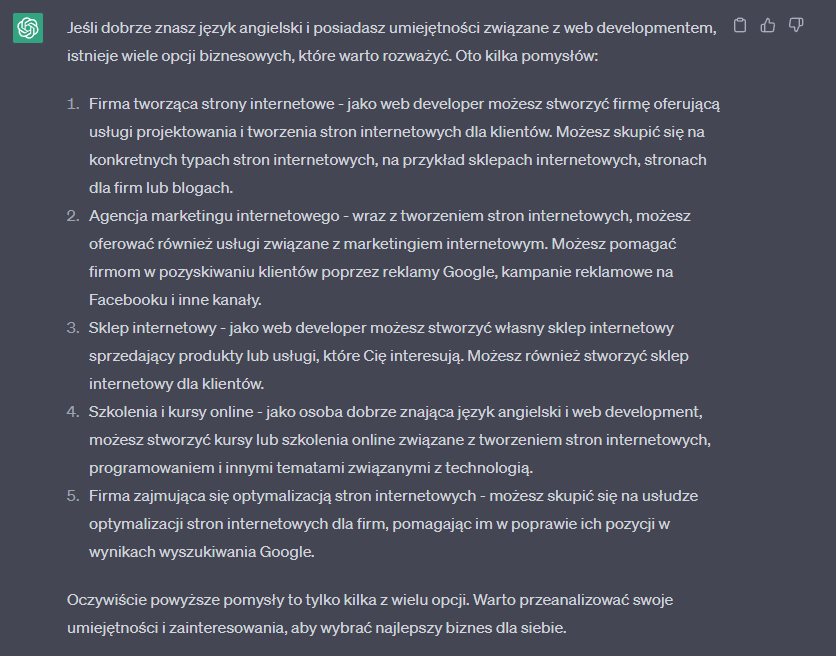 Jeśli dobrze znasz język angielski i posiadasz umiejętności związane z web developmentem,
istnieje wiele opcji biznesowych, które warto rozważyć. Oto kilka pomysłów:
1. Firma tworząca strony internetowe - jako web developer możesz stworzyć firmę oferującą
usługi projektowania i tworzenia stron internetowych dla klientów. Możesz skupić się na
konkretnych typach stron internetowych, na przykład sklepach internetowych, stronach
dla firm lub blogach.
2. Agencja marketingu internetowego - wraz z tworzeniem stron internetowych, możesz
oferować również usługi związane z marketingiem internetowym. Możesz pomagać
firmom w pozyskiwaniu klientów poprzez reklamy Google, kampanie reklamowe na
Facebooku i inne kanały.
3. Sklep internetowy - jako web developer możesz stworzyć własny sklep internetowy
sprzedający produkty lub usługi, które Cię interesują. Możesz również stworzyć sklep
internetowy dla klientów.
4. Szkolenia i kursy online - jako osoba dobrze znająca język angielski i web development,
możesz stworzyć kursy lub szkolenia online związane z tworzeniem stron internetowych,
programowaniem i innymi tematami związanymi z technologią.
5. Firma zajmująca się optymalizacją stron internetowych - możesz skupić się na usłudze
optymalizacji stron internetowych dla firm, pomagając im w poprawie ich pozycji w
wynikach wyszukiwania Google.
Oczywiście powyższe pomysły to tylko kilka z wielu opcji. Warto przeanalizować swoje
umiejętności i zainteresowania, aby wybrać najlepszy biznes dla siebie.